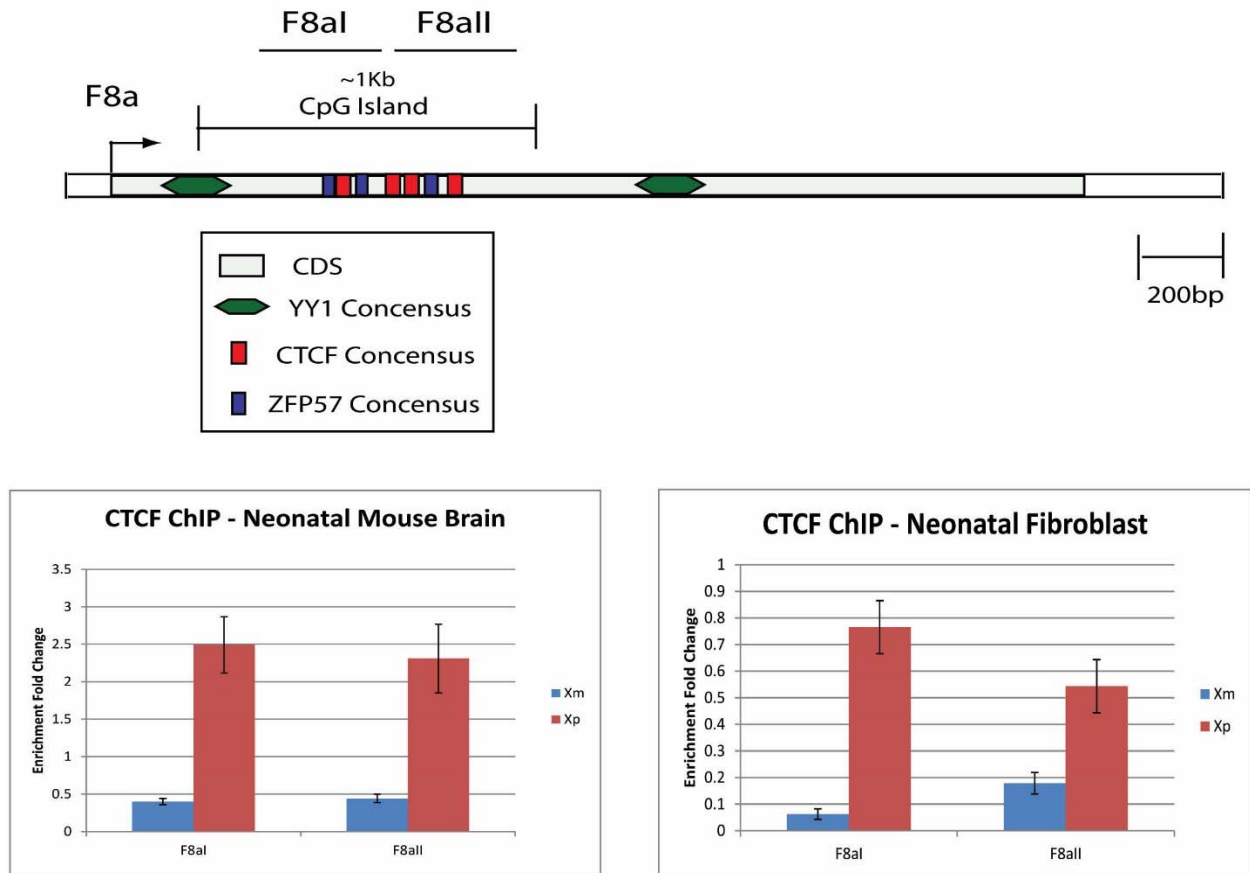 F8aI F8aII
~1Kb
CpG Island
F8a
200bp
CDS
YY1 Concensus
CTCF Concensus
ZFP57 Concensus
CTCF ChIP - Neonatal Mouse Brain
Enrichment Fold Change
3.5
3
2.5
2
1.5
1
0.5
0
F8aI F8aII
Xm
Xp
CTCF ChIP - Neonatal Fibroblast
Enrichment Fold Change
1
0.9
0.8
0.7
0.6
0.5
0.4
0.3
0.2
0.1
0
F8aI F8aII
Xm
Xp